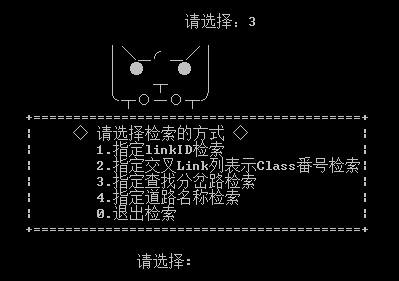 请选择：3
◇ 请选择检索的方式 ◇
1.指定linkID检索
2.指定交叉Link列表示Class番号检索
3.指定查找分岔路检索
4.指定道路名称检索
0.退出检索
请选择：